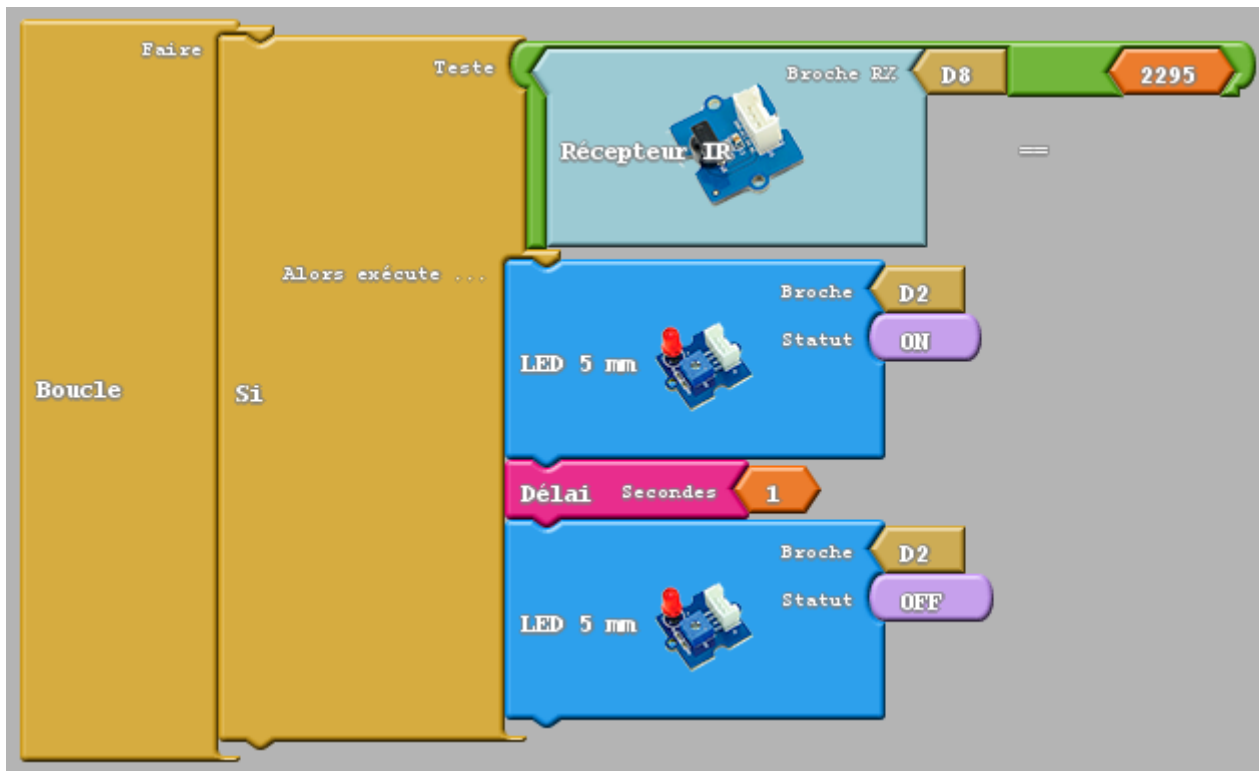 Faire
Teste
Broche RX D8 2295
Récepteur IR ==
Alors exécute ...
Broche D2
Statut ON
LED 5 mm
Boucle
Si
Délai Secondes 1
Broche D2
Statut OFF
LED 5 mm